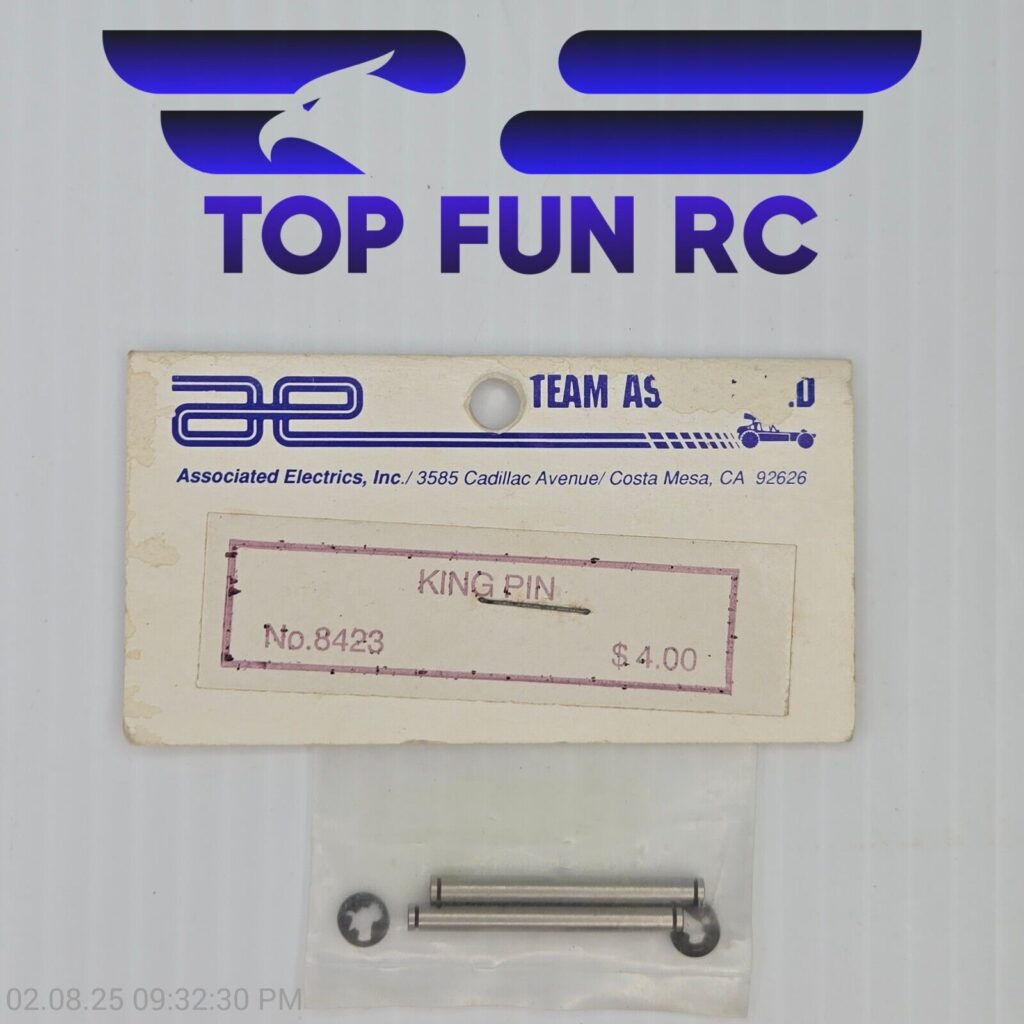 TOP FUN RC
ae TEAM AS .D
Associated Electrics, Inc./ 3585 Cadillac Avenue/ Costa Mesa, CA 92626
KING PIN
No.8423 $4.00
02.08.25 09:32:30 PM